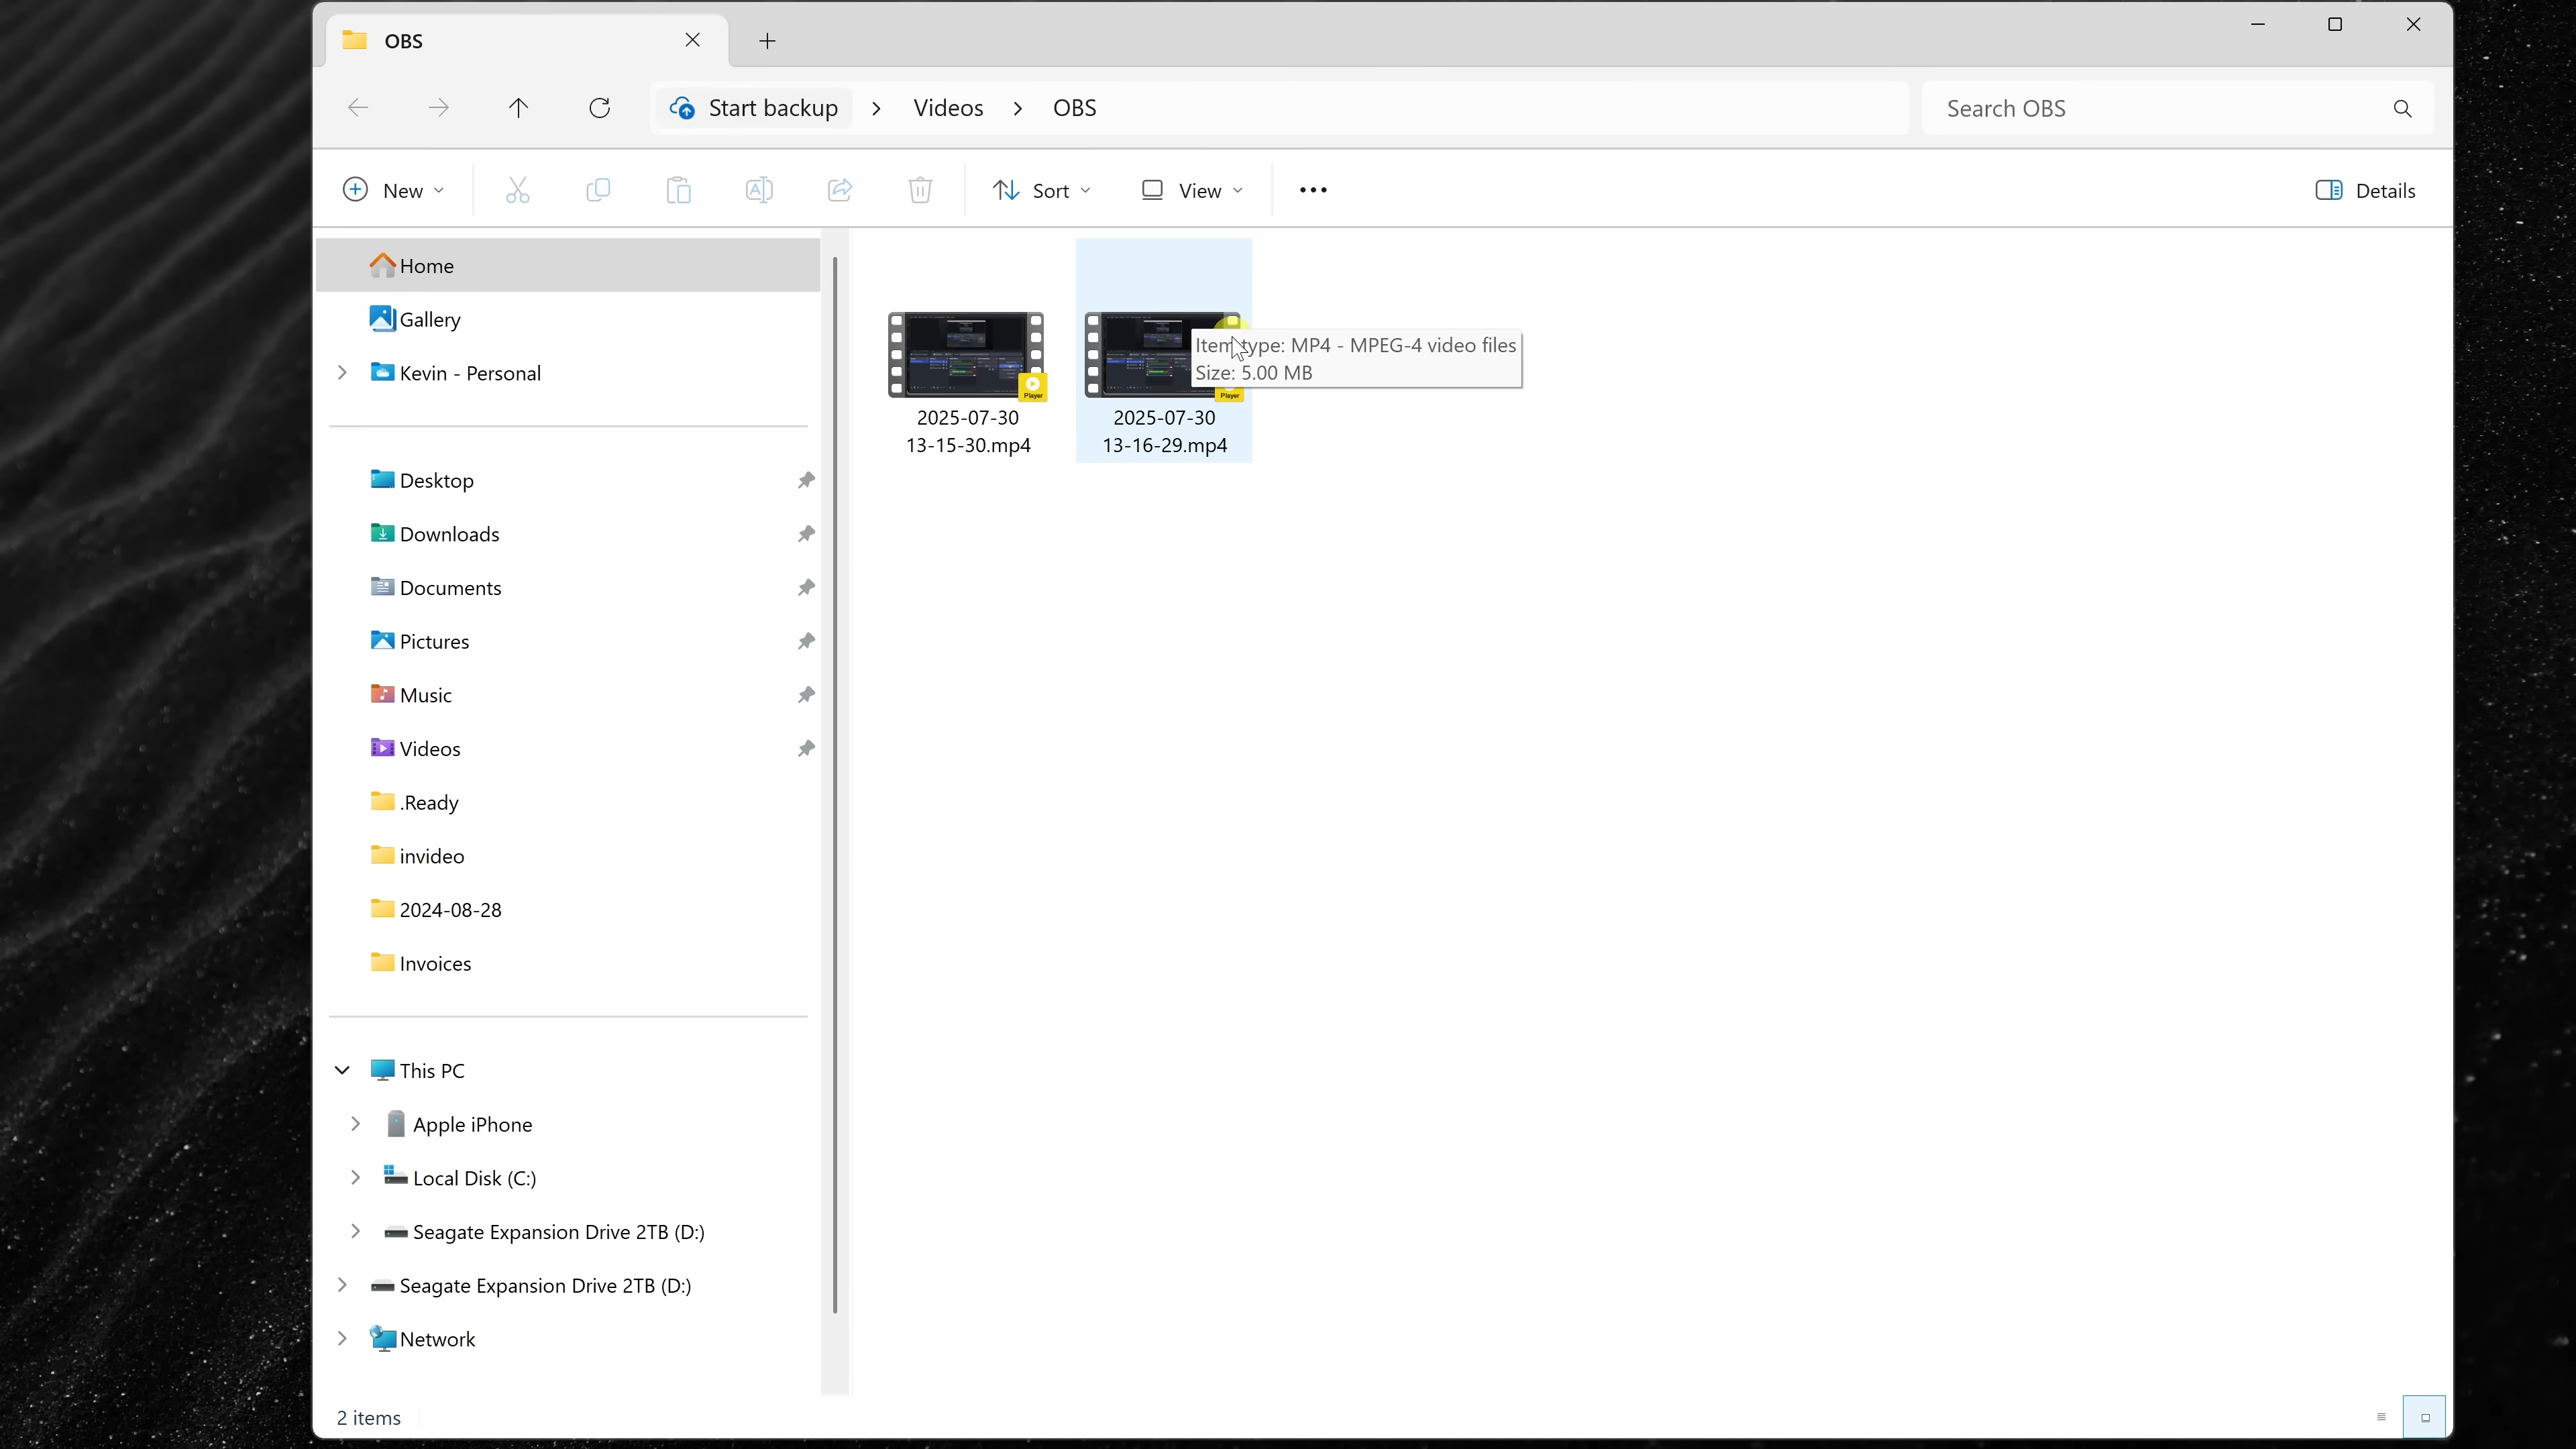 OBS
Start backup
Videos
OBS
Search OBS
New
Sort
View
Details
Home
Gallery
Kevin - Personal
Desktop
Downloads
Documents
Pictures
Music
Videos
.Ready
invideo
2024-08-28
Invoices
This PC
Apple iPhone
Local Disk (C:)
Seagate Expansion Drive 2TB (D:)
Seagate Expansion Drive 2TB (D:)
Network
Player
2025-07-30
13-15-30.mp4
Player
2025-07-30
13-16-29.mp4
Item type: MP4 - MPEG-4 video files
Size: 5.00 MB
2 items